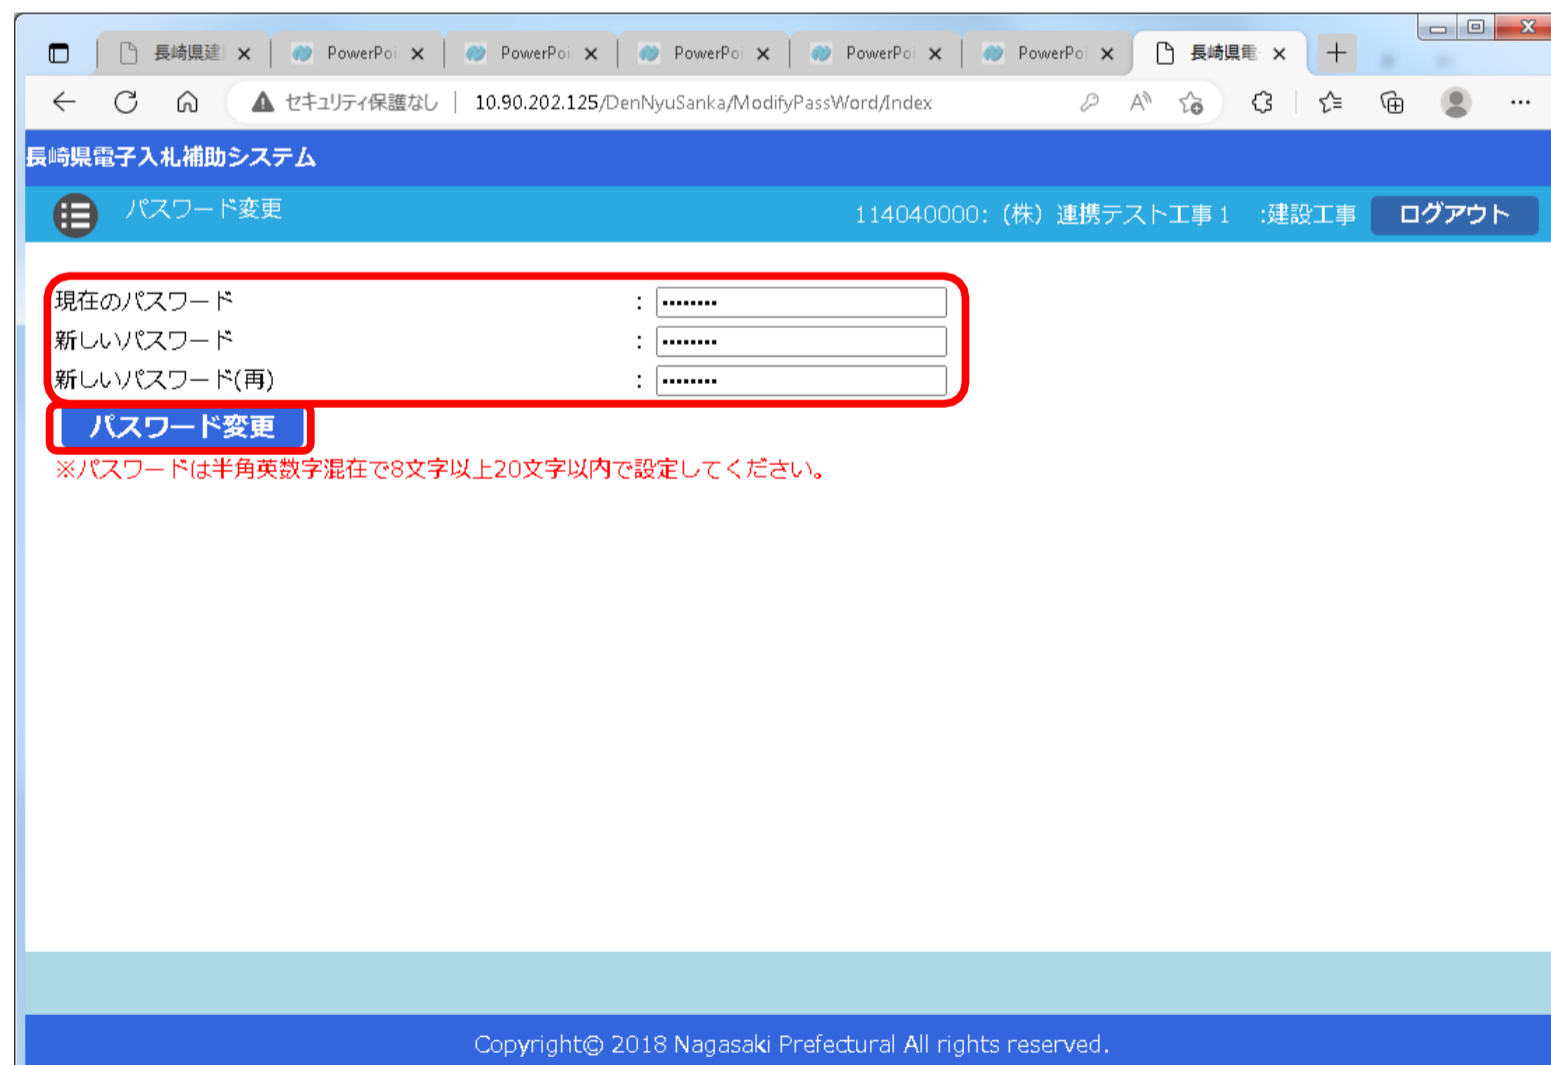 長崎県建
PowerPoi
PowerPoi
PowerPoi
PowerPoi
PowerPoi
長崎県電
セキュリティ保護なし | 10.90.202.125/DenNyuSanka/ModifyPassWord/Index
長崎県電子入札補助システム
パスワード変更
114040000:(株)連携テスト工事1 :建設工事
ログアウト
現在のパスワード : ••••••••
新しいパスワード : ••••••••
新しいパスワード(再) : ••••••••
パスワード変更
※パスワードは半角英数字混在で8文字以上20文字以内で設定してください。
Copyright© 2018 Nagasaki Prefectural All rights reserved.